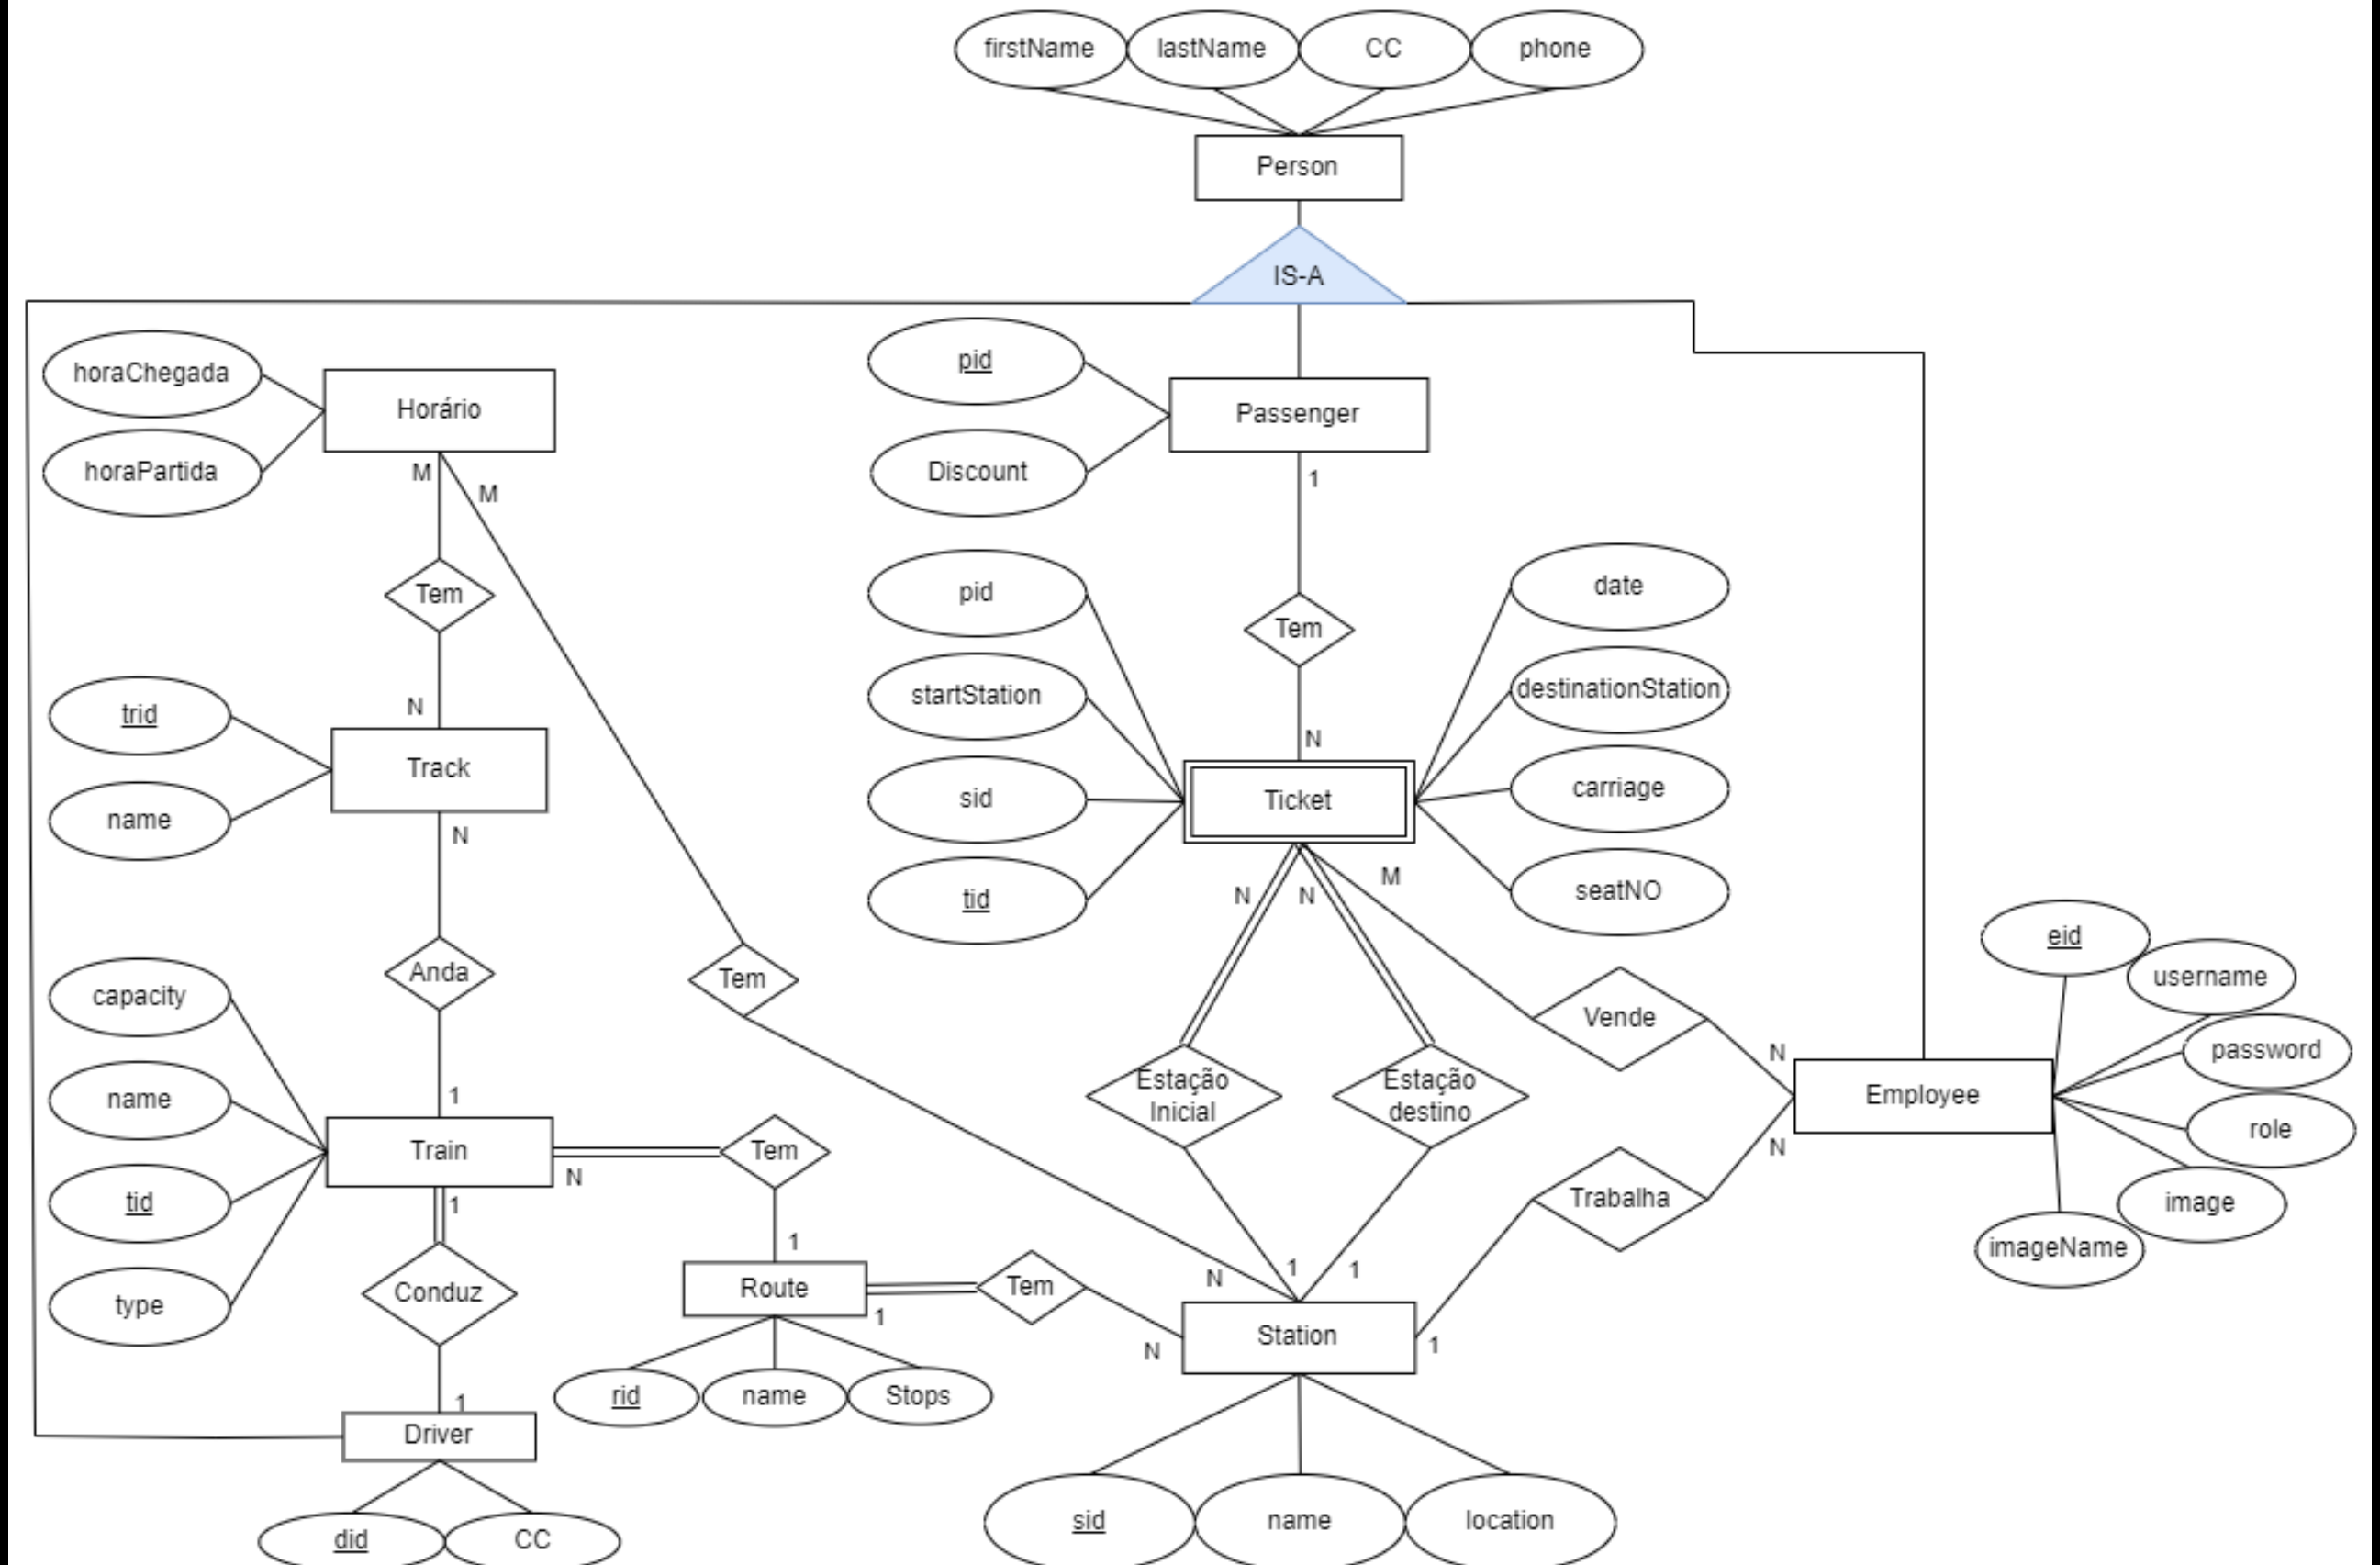 firstName
lastName
CC
phone
Person
IS-A
horaChegada
Horário
horaPartida
pid
Passenger
Discount
M
M
1
Tem
pid
Tem
date
startStation
destinationStation
trid
N
N
Track
name
sid
Ticket
carriage
tid
seatNO
N
N
N
M
capacity
Anda
Tem
Vende
eid
username
password
name
1
Estação
Inicial
Estação
destino
N
N
Employee
role
image
imageName
Train
N
Tem
Trabalha
tid
1
1
type
Conduz
Route
1
Tem
N
1
1
Station
N
1
1
Driver
rid
name
Stops
did
CC
sid
name
location